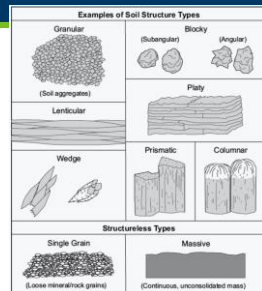 Examples of Soil Structure Types
Granular
(Soil aggregates)
Blocky
(Subangular) (Angular)
Lenticular
Platy
Wedge
Prismatic
Columnar
Structureless Types
Single Grain
(Loose mineral/rock grains)
Massive
(Continuous, unconsolidated mass)